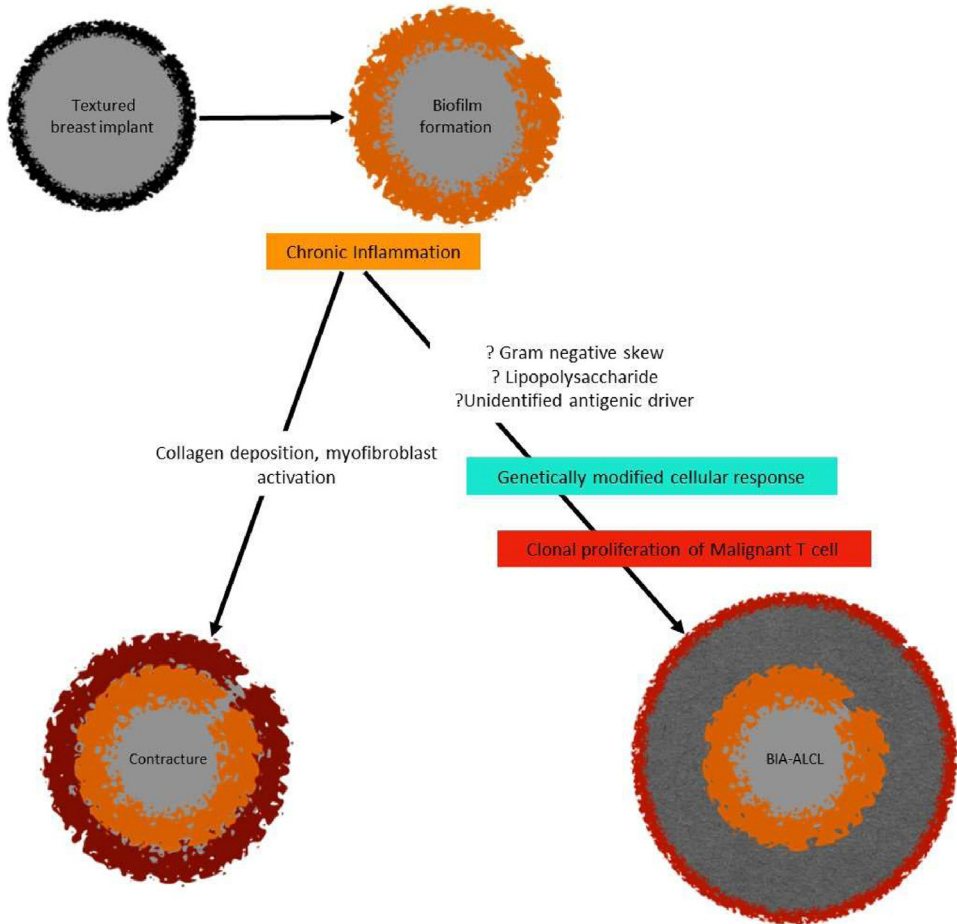 Textured
breast implant
Biofilm
formation
Chronic Inflammation
? Gram negative skew
? Lipopolysaccharide
?Unidentified antigenic driver
Collagen deposition, myofibroblast
activation
Genetically modified cellular response
Clonal proliferation of Malignant T cell
Contracture
BIA-ALCL